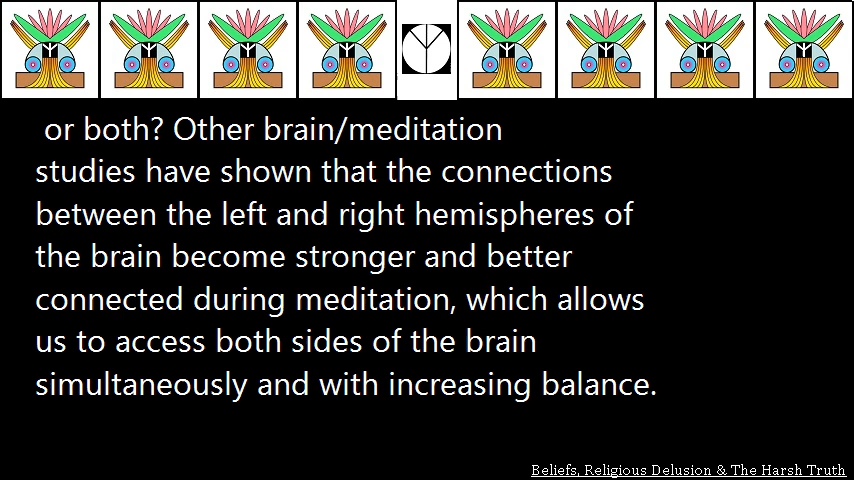 or both? Other brain/meditation
studies have shown that the connections
between the left and right hemispheres of
the brain become stronger and better
connected during meditation, which allows
us to access both sides of the brain
simultaneously and with increasing balance.
Beliefs, Religious Delusion & The Harsh Truth